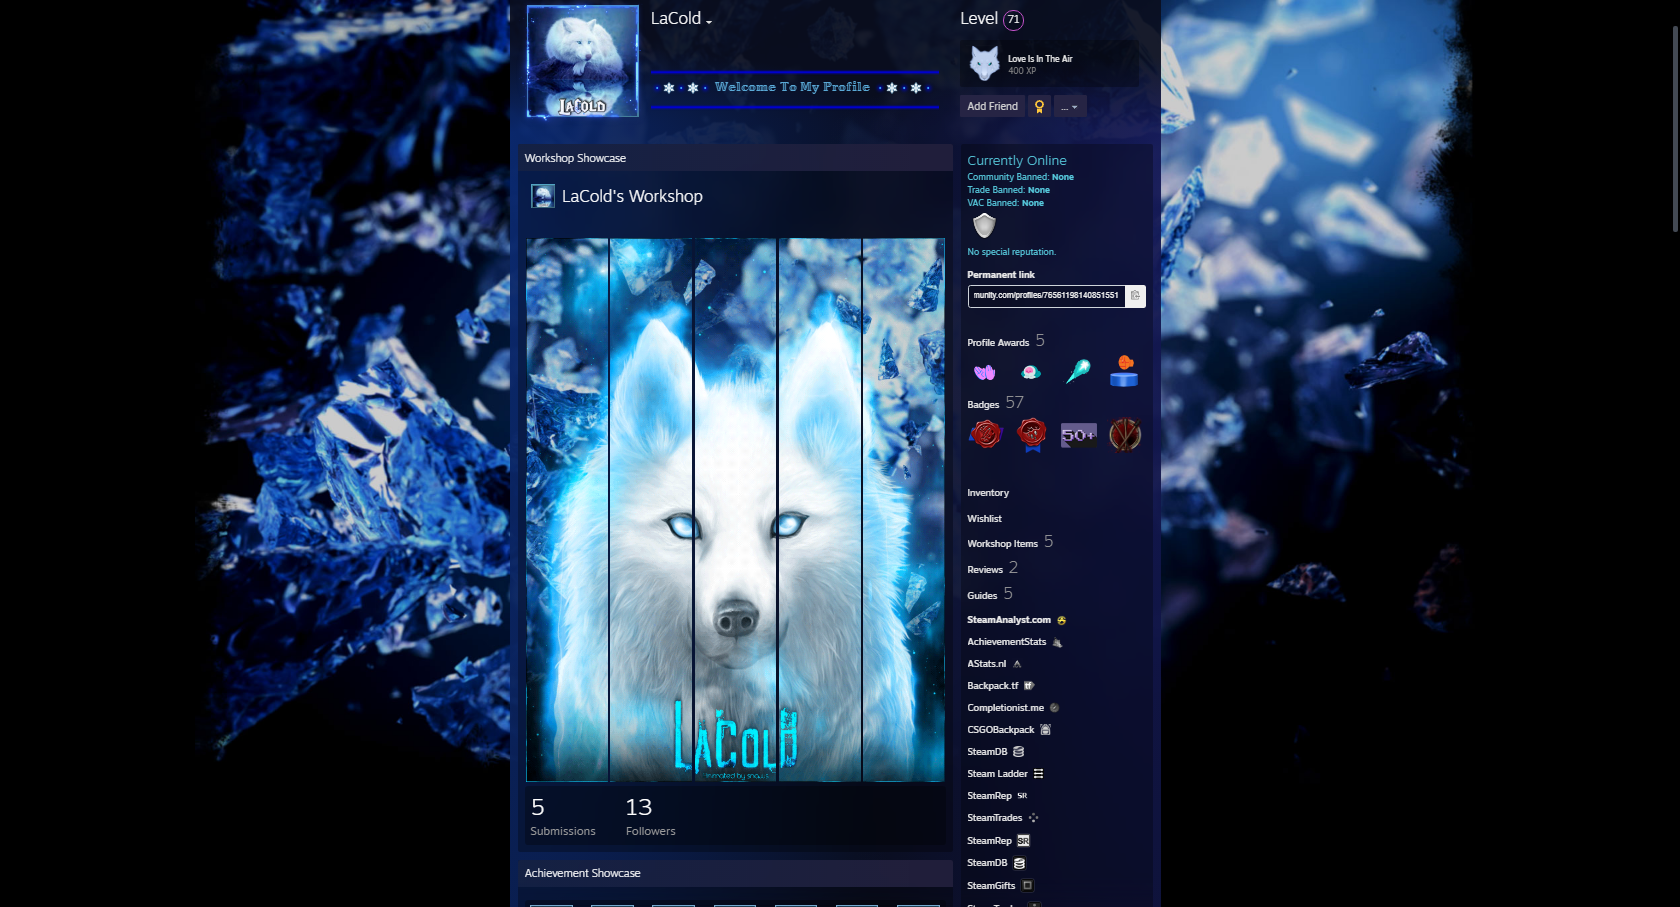 LaCold
Welcome To My Profile
LaCold
Level 71
Love Is In The Air
400 XP
Add Friend
...
Workshop Showcase
LaCold's Workshop
LaCold
animated by
5
Submissions
13
Followers
Achievement Showcase
Currently Online
Community Banned: None
Trade Banned: None
VAC Banned: None
No special reputation.
Permanent link
munity.com/profiles/76561198140851551
Profile Awards 5
Badges 57
50+
Inventory
Wishlist
Workshop Items 5
Reviews 2
Guides 5
SteamAnalyst.com
AchievementStats
AStats.nl
Backpack.tf tf
Completionist.me
CSGOBackpack
SteamDB
Steam Ladder
SteamRep SR
SteamTrades
SteamRep SR
SteamDB
SteamGifts